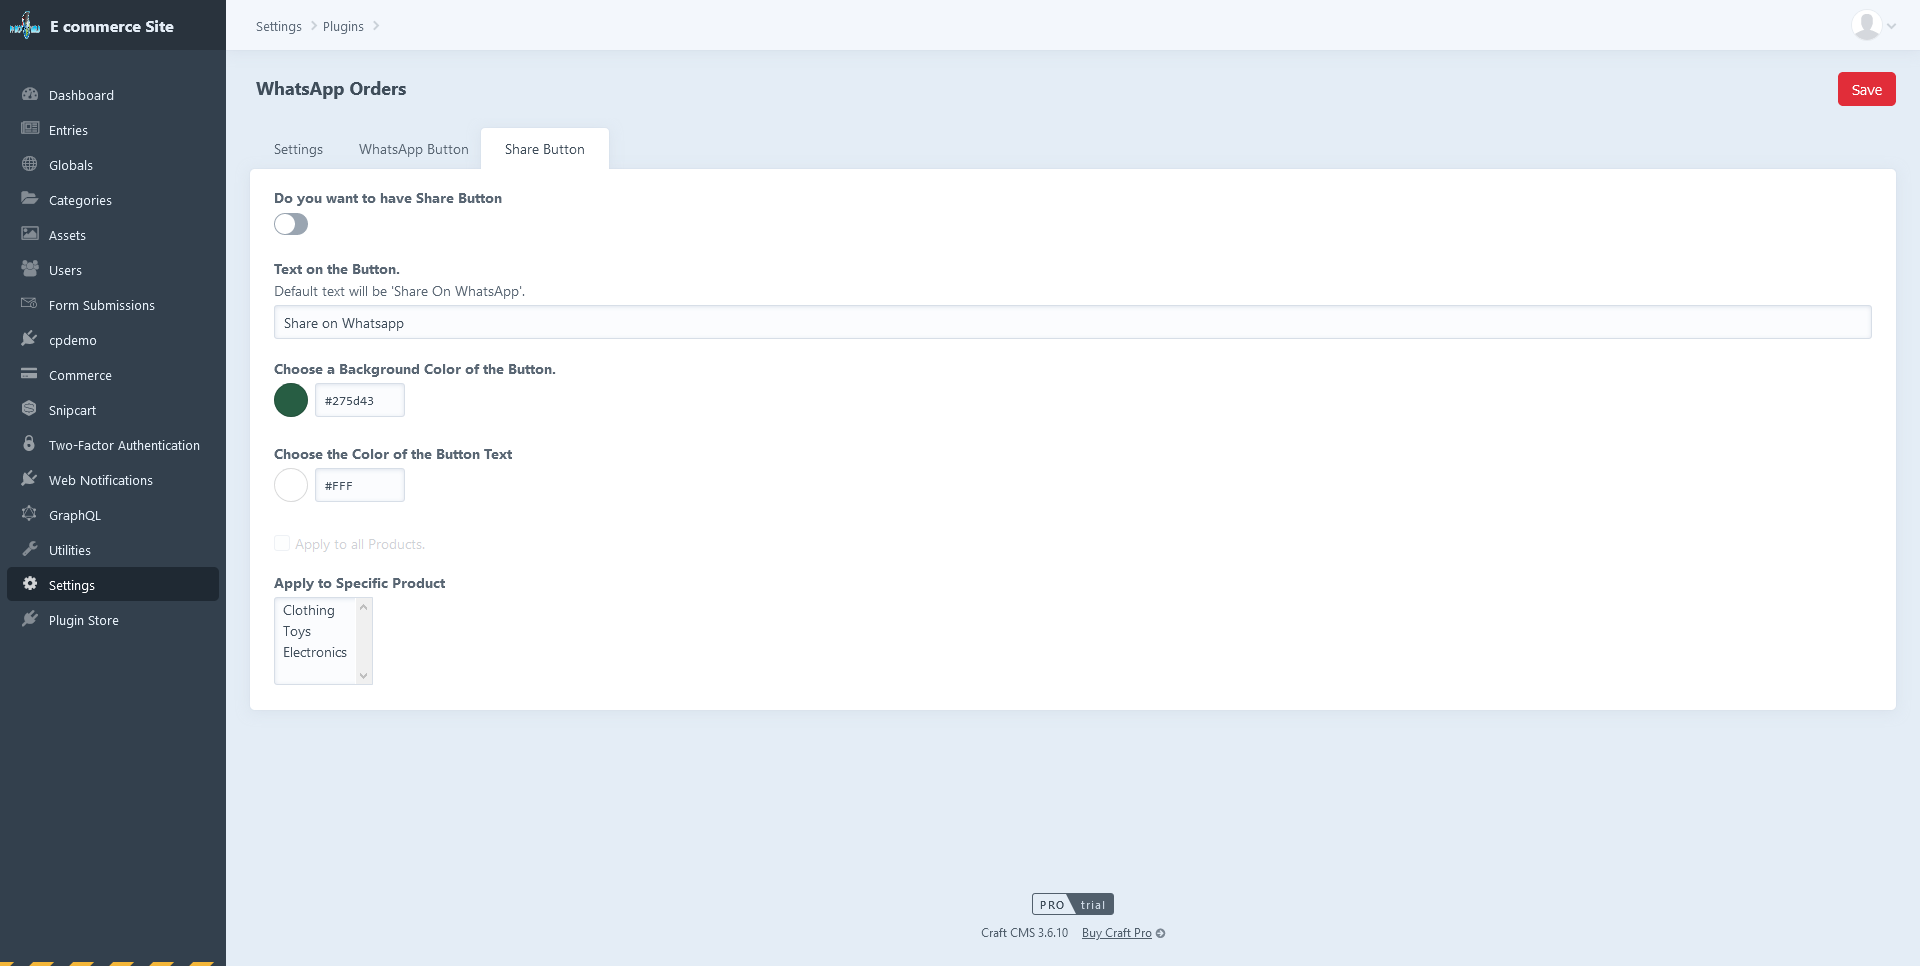 E commerce Site
Settings
Plugins
Dashboard
Entries
Globals
Categories
Assets
Users
Form Submissions
cpdemo
Commerce
Snipcart
Two-Factor Authentication
Web Notifications
GraphQL
Utilities
Settings
Plugin Store
WhatsApp Orders
Save
Settings
WhatsApp Button
Share Button
Do you want to have Share Button
Text on the Button.
Default text will be 'Share On WhatsApp'.
Share on Whatsapp
Choose a Background Color of the Button.
#275d43
Choose the Color of the Button Text
#FFF
Apply to all Products.
Apply to Specific Product
Clothing
Toys
Electronics
PRO trial
Craft CMS 3.6.10 Buy Craft Pro